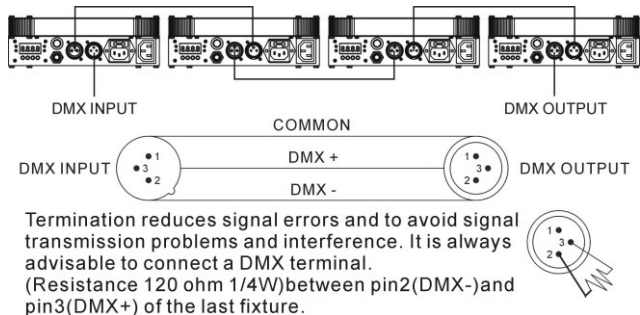 DMX INPUT
DMX OUTPUT
COMMON
DMX INPUT
1
3
2
DMX +
DMX -
1
3
2
DMX OUTPUT
Termination reduces signal errors and to avoid signal
transmission problems and interference. It is always
advisable to connect a DMX terminal.
(Resistance 120 ohm 1/4W)between pin2(DMX-)and
pin3(DMX+) of the last fixture.
1
3
2